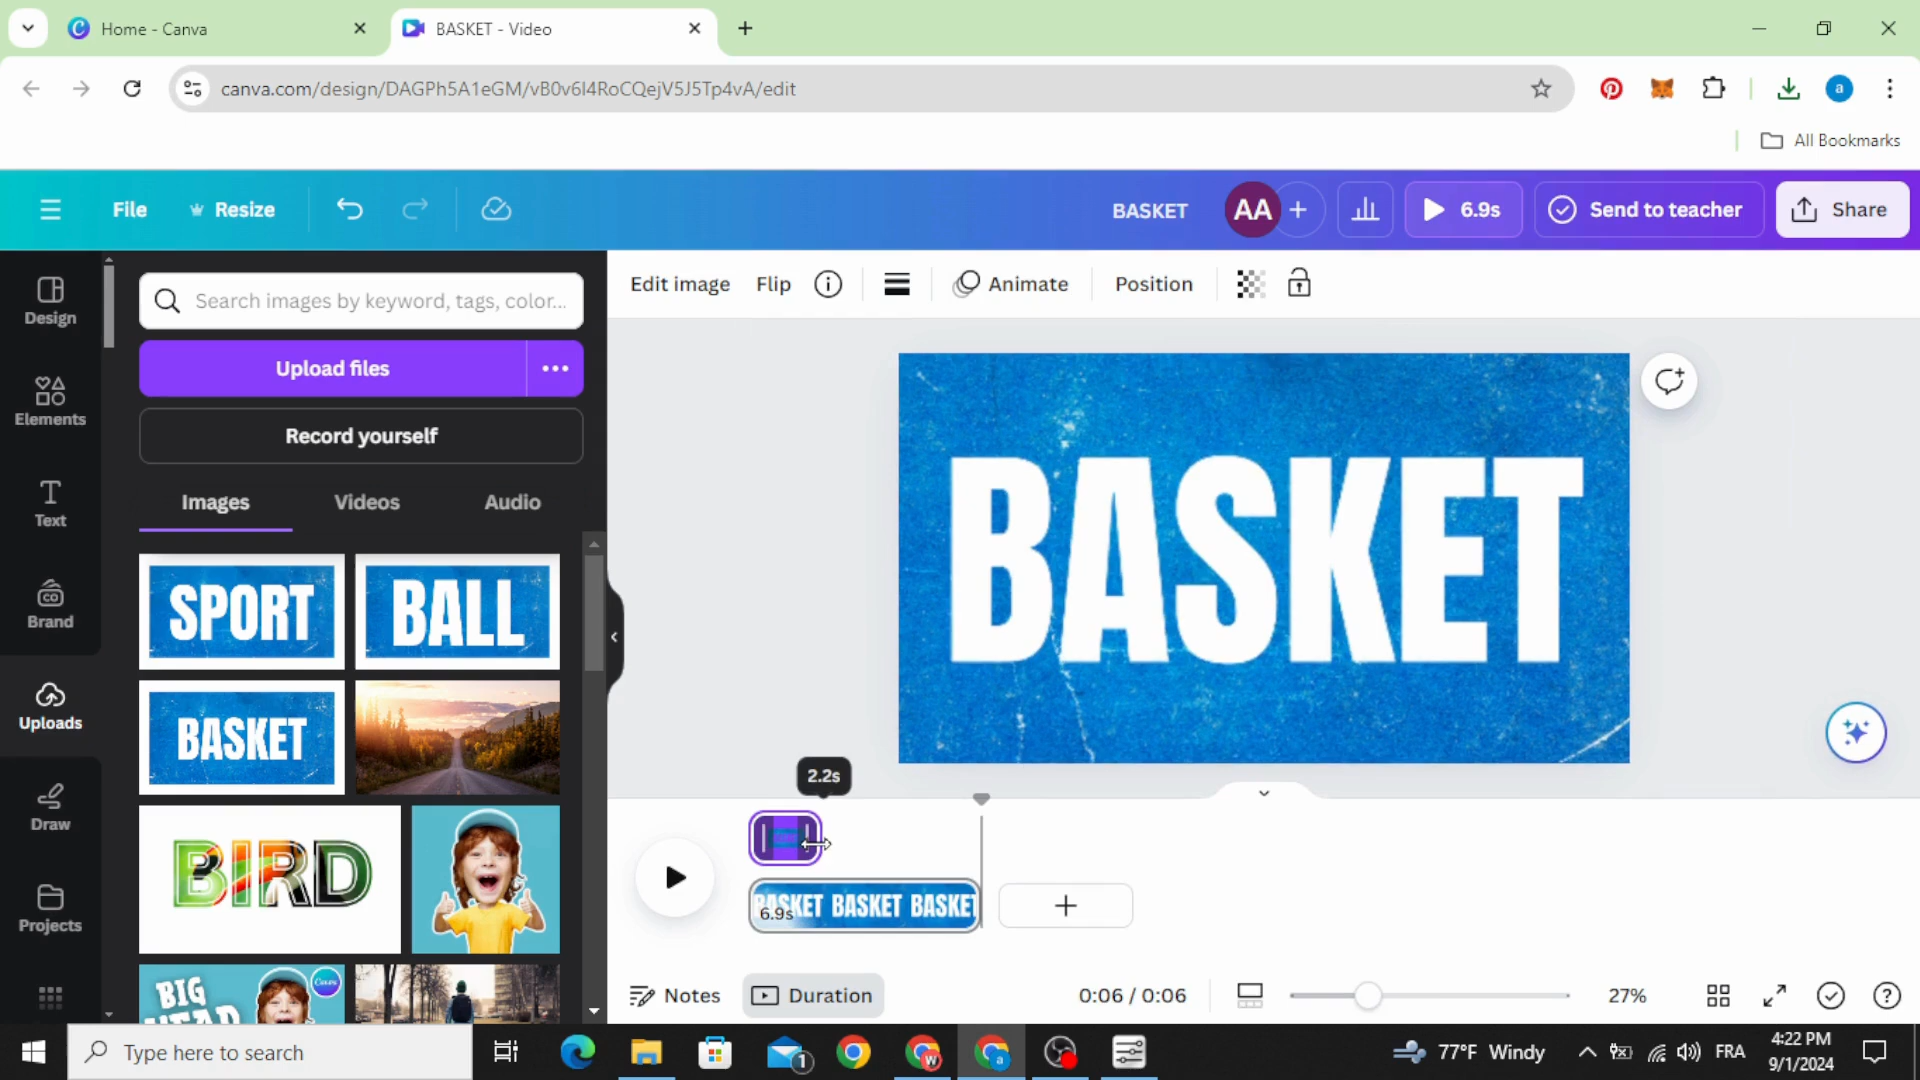 Home - Canva
BASKET - Video
canva.com/design/DAGPh5A1eGM/vB0v6I4RoCQejV5J5Tp4vA/edit
a
All Bookmarks
File
Resize
BASKET
AA
6.9s
Send to teacher
Share
Design
Elements
Text
Brand
Uploads
Draw
Projects
Search images by keyword, tags, color...
Upload files
Record yourself
Images
Videos
Audio
SPORT
BALL
BASKET
BIRD
BIG
HEAD
Canva
Edit image
Flip
Animate
Position
BASKET
2.2s
BASKET BASKET BASKET
6.9s
Notes
Duration
0:06 / 0:06
27%
Type here to search
1
W
a
77°F Windy
FRA
4:22 PM
9/1/2024